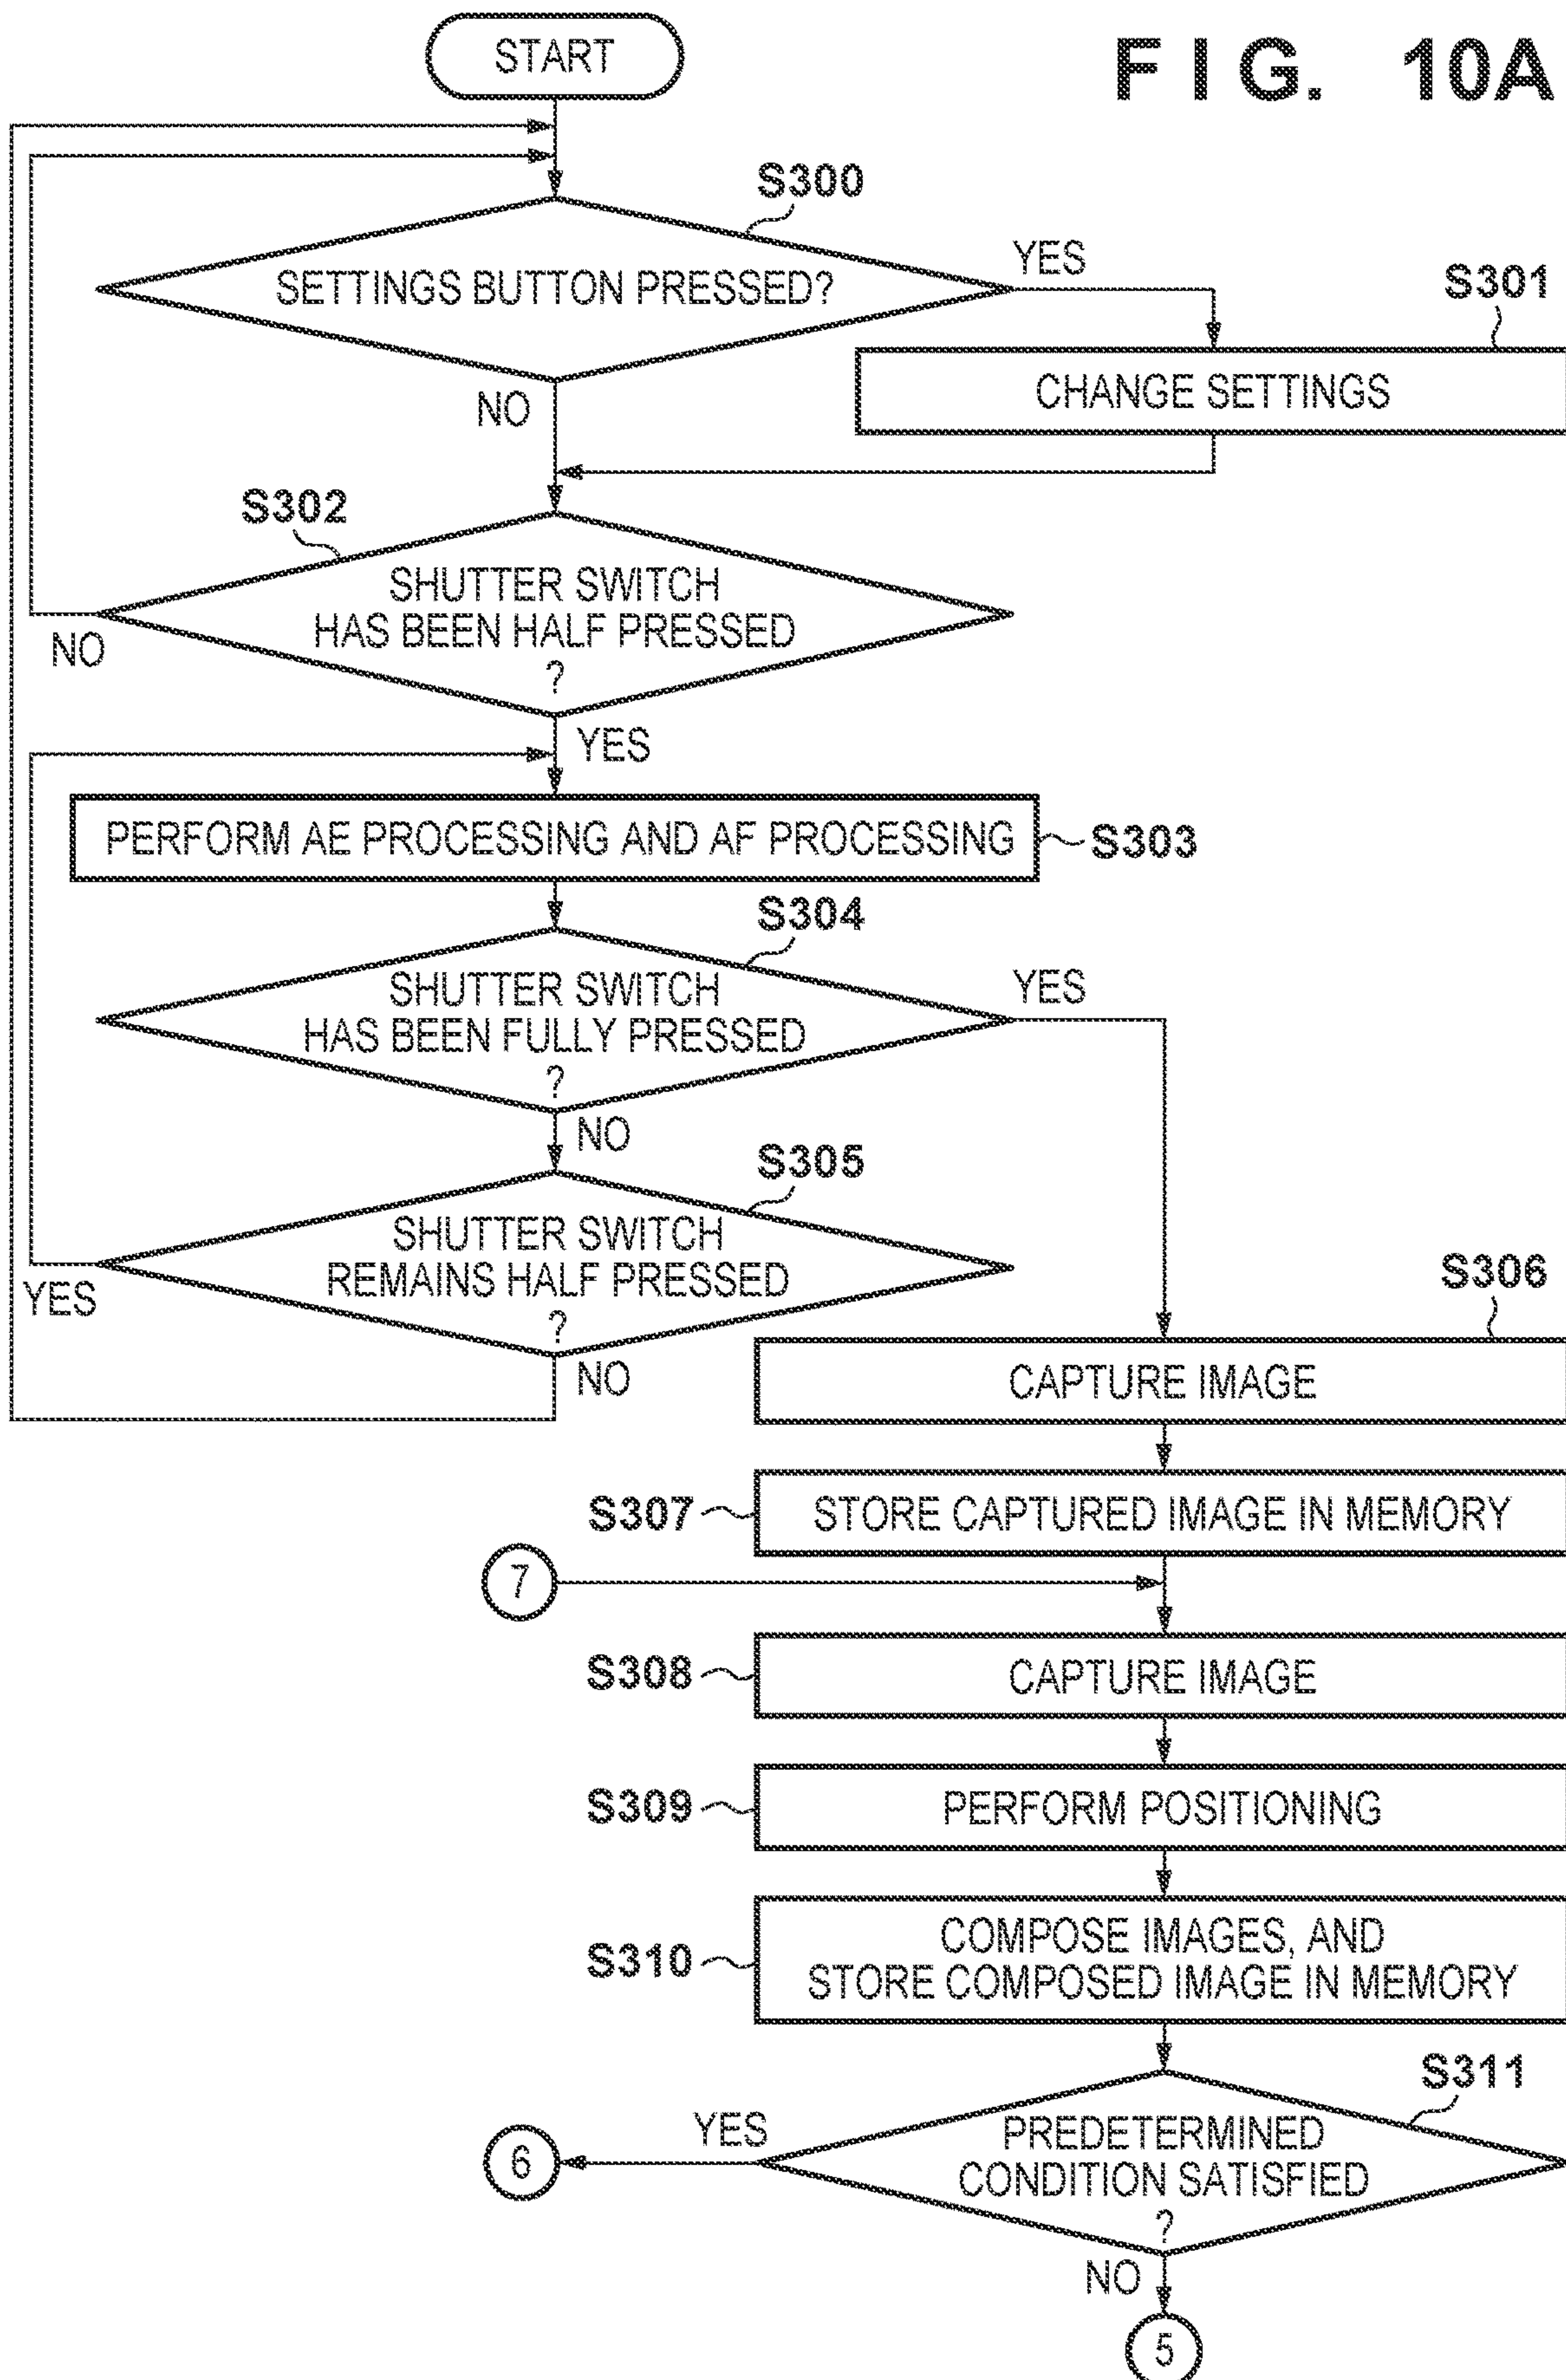 START
FIG. 10A
S300
SETTINGS BUTTON PRESSED?
YES
S301
CHANGE SETTINGS
NO
S302
SHUTTER SWITCH
HAS BEEN HALF PRESSED
?
NO
YES
PERFORM AE PROCESSING AND AF PROCESSING
S303
S304
SHUTTER SWITCH
HAS BEEN FULLY PRESSED
?
YES
NO
S305
SHUTTER SWITCH
REMAINS HALF PRESSED
?
YES
NO
S306
CAPTURE IMAGE
S307
STORE CAPTURED IMAGE IN MEMORY
7
S308
CAPTURE IMAGE
S309
PERFORM POSITIONING
S310
COMPOSE IMAGES, AND
STORE COMPOSED IMAGE IN MEMORY
S311
PREDETERMINED
CONDITION SATISFIED
?
YES
6
NO
5